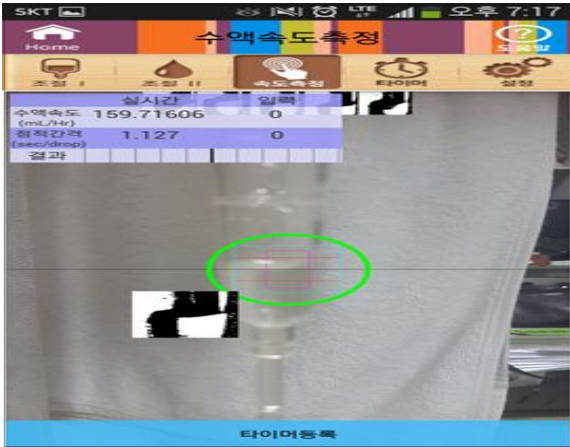 SKT LTE 오후 7:17
Home 수액속도측정 도움말
조절 I 조절 II 속도측정 타이머 설정
실시간 입력
수액속도 (mL/Hr) 159.71606 0
점적간격 (sec/drop) 1.127 0
결과
타이머등록